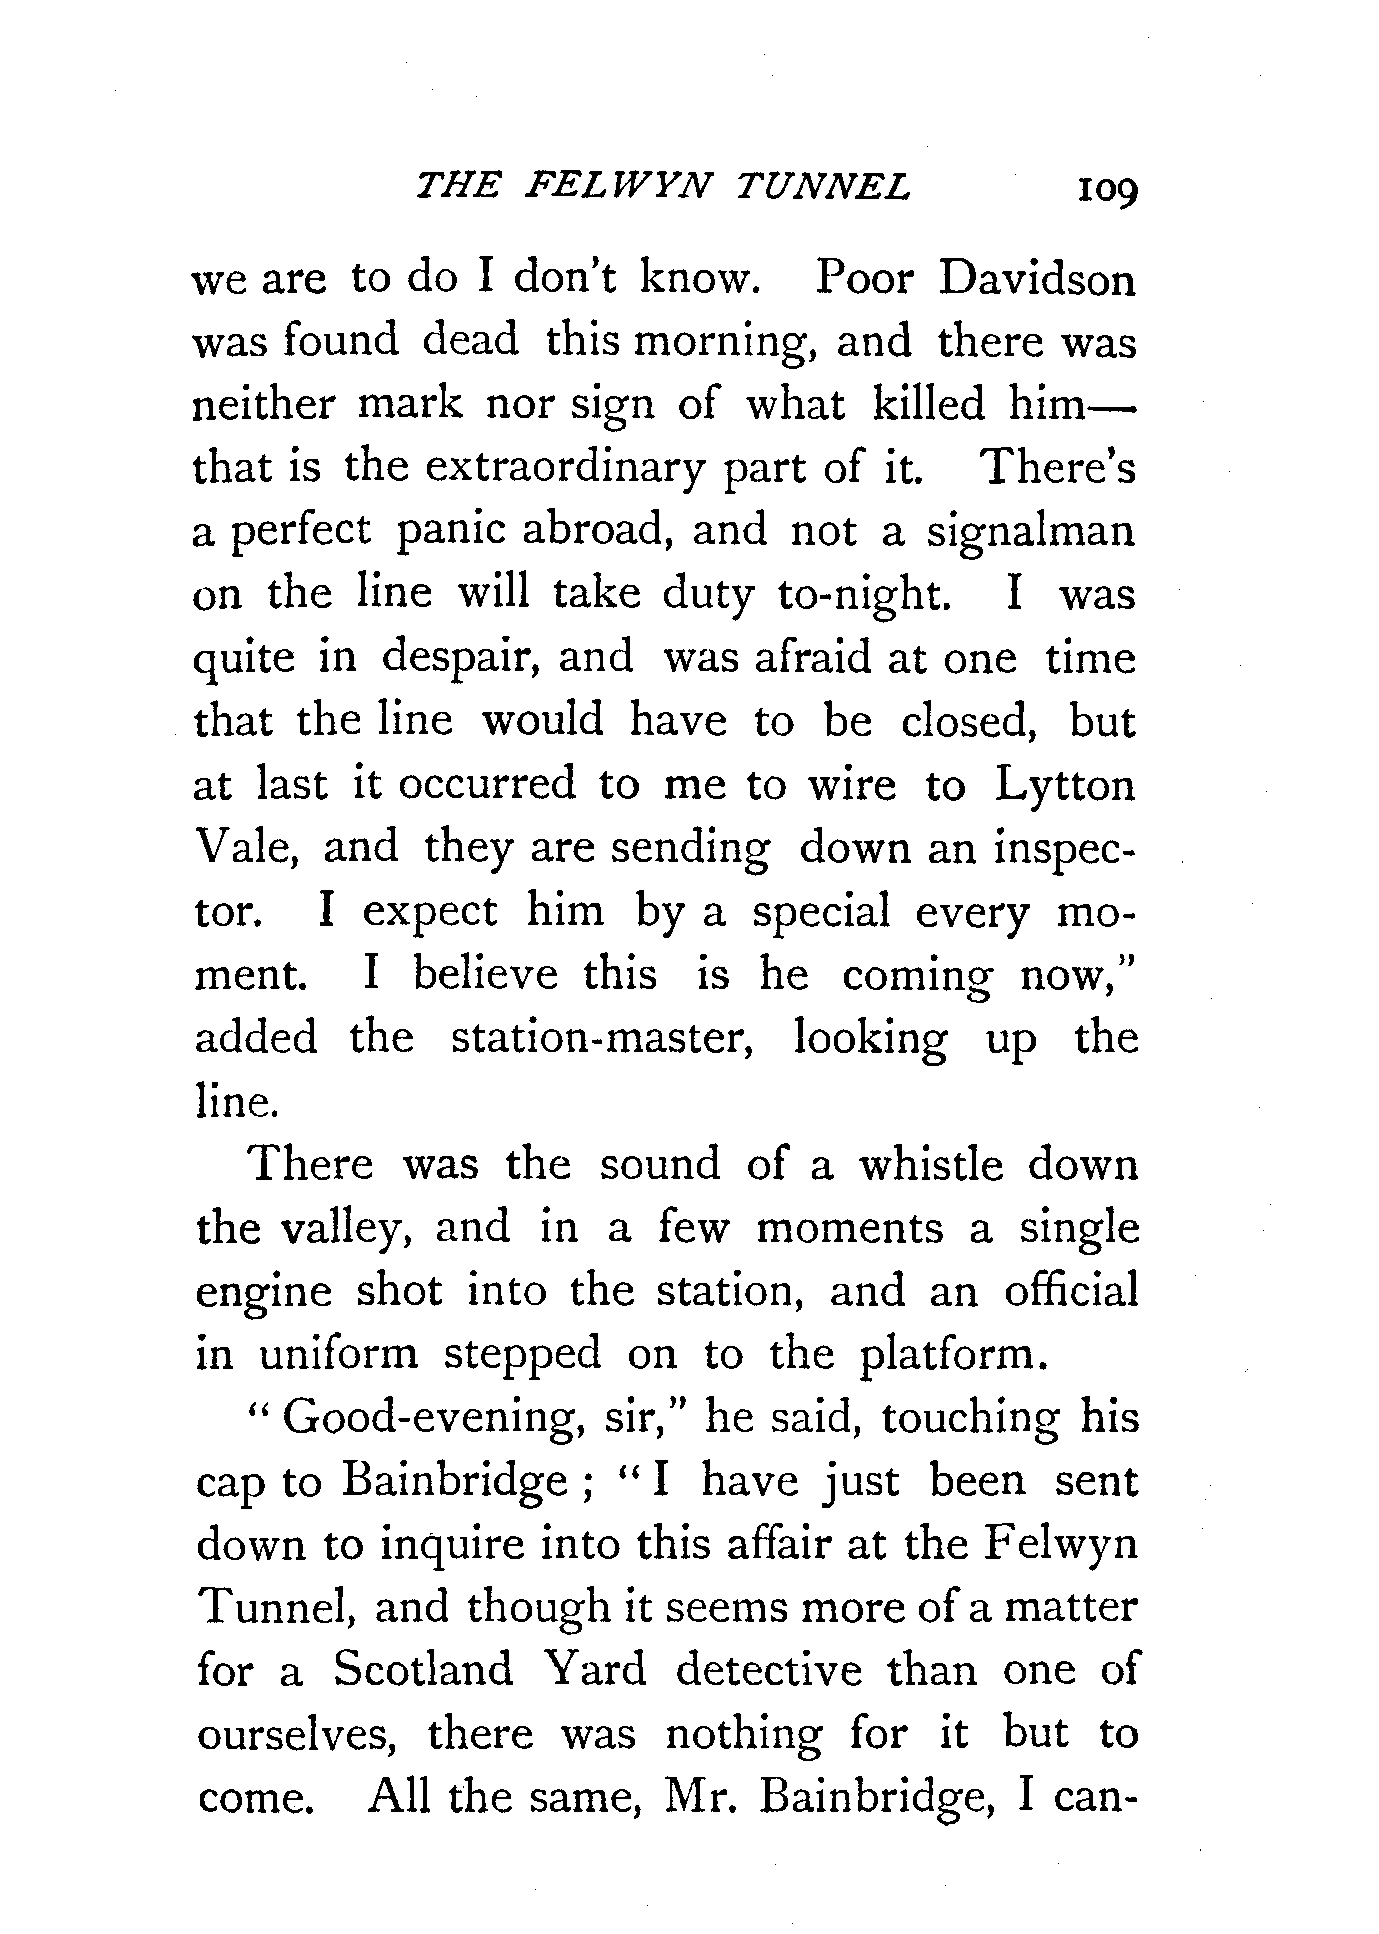 THE FELWYN TUNNEL 109
we are to do I don't know. Poor Davidson
was found dead this morning, and there was
neither mark nor sign of what killed him—
that is the extraordinary part of it. There's
a perfect panic abroad, and not a signalman
on the line will take duty to-night. I was
quite in despair, and was afraid at one time
that the line would have to be closed, but
at last it occurred to me to wire to Lytton
Vale, and they are sending down an inspec-
tor. I expect him by a special every mo-
ment. I believe this is he coming now,"
added the station-master, looking up the
line.
There was the sound of a whistle down
the valley, and in a few moments a single
engine shot into the station, and an official
in uniform stepped on to the platform.
" Good-evening, sir," he said, touching his
cap to Bainbridge ; " I have just been sent
down to inquire into this affair at the Felwyn
Tunnel, and though it seems more of a matter
for a Scotland Yard detective than one of
ourselves, there was nothing for it but to
come. All the same, Mr. Bainbridge, I can-